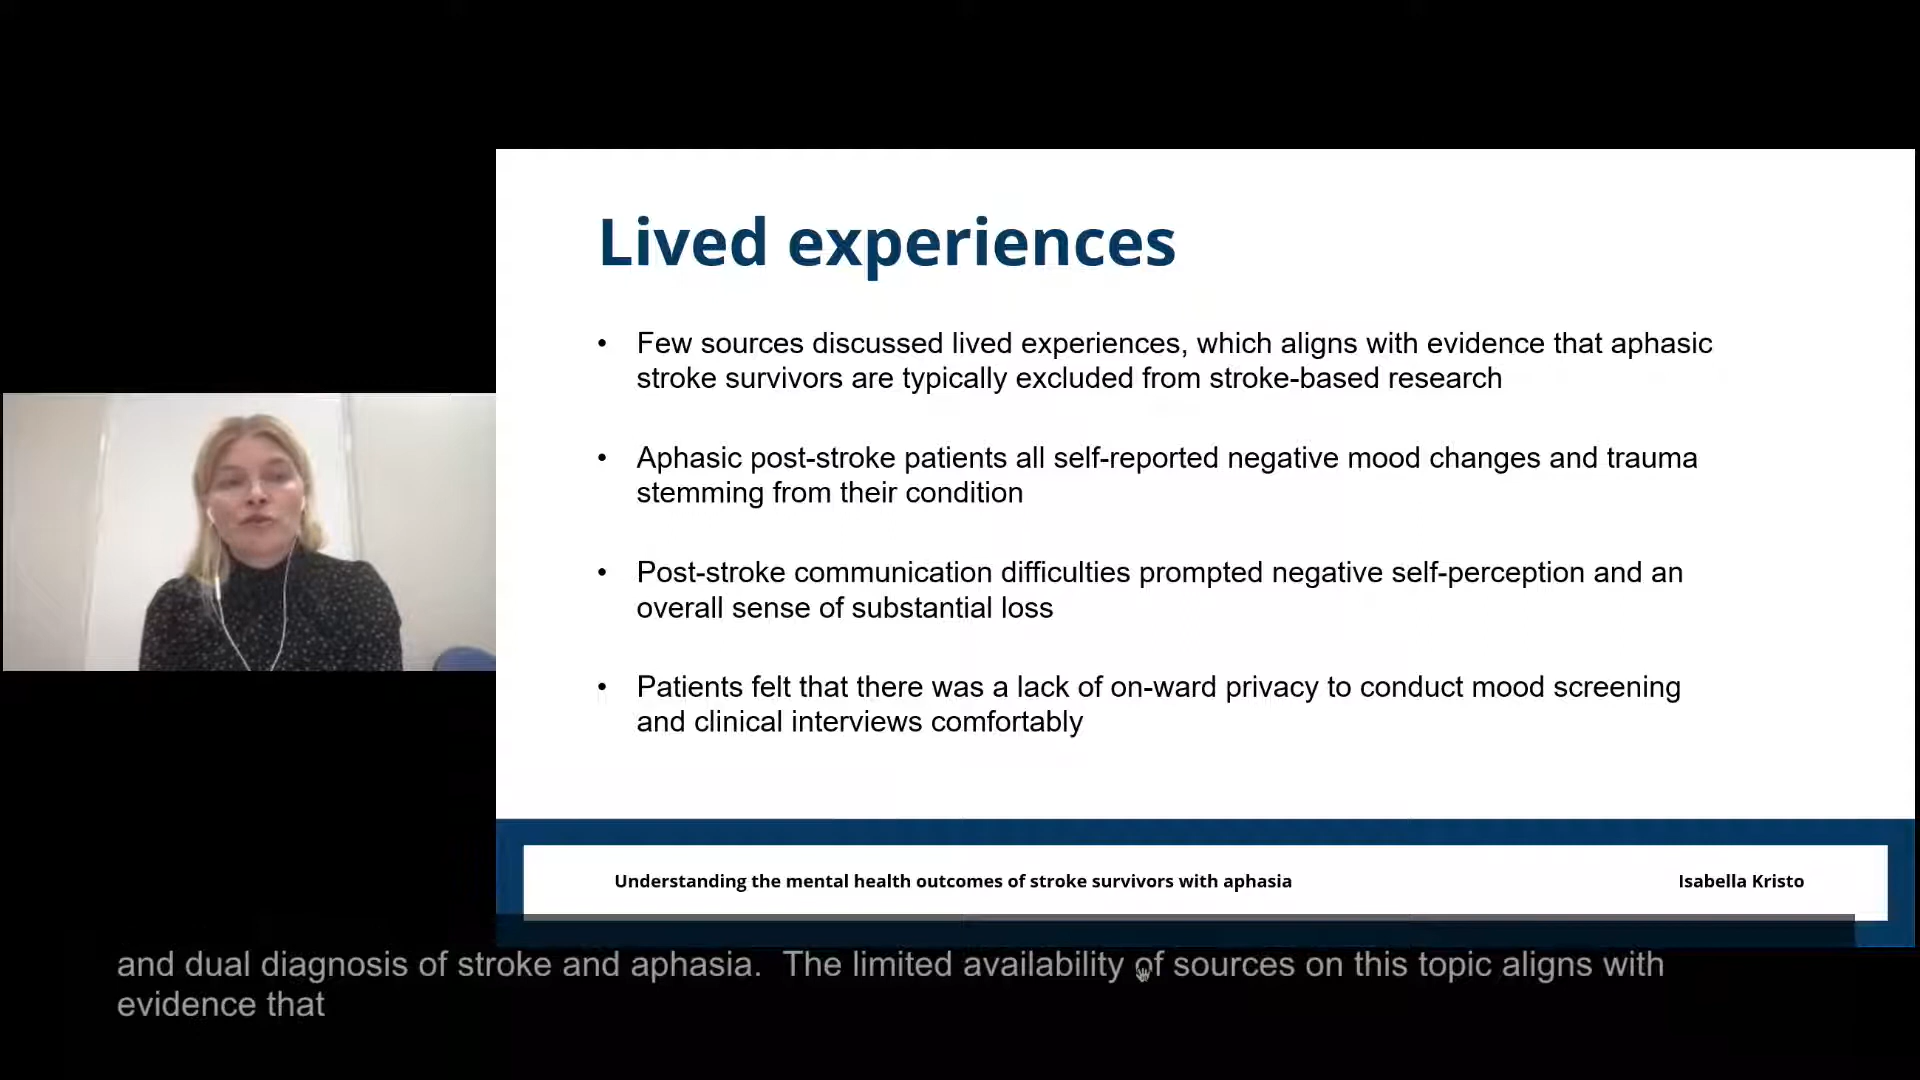 Lived experiences
• Few sources discussed lived experiences, which aligns with evidence that aphasic
stroke survivors are typically excluded from stroke-based research
• Aphasic post-stroke patients all self-reported negative mood changes and trauma
stemming from their condition
• Post-stroke communication difficulties prompted negative self-perception and an
overall sense of substantial loss
• Patients felt that there was a lack of on-ward privacy to conduct mood screening
and clinical interviews comfortably
Understanding the mental health outcomes of stroke survivors with aphasia
Isabella Kristo
and dual diagnosis of stroke and aphasia.  The limited availability of sources on this topic aligns with
evidence that